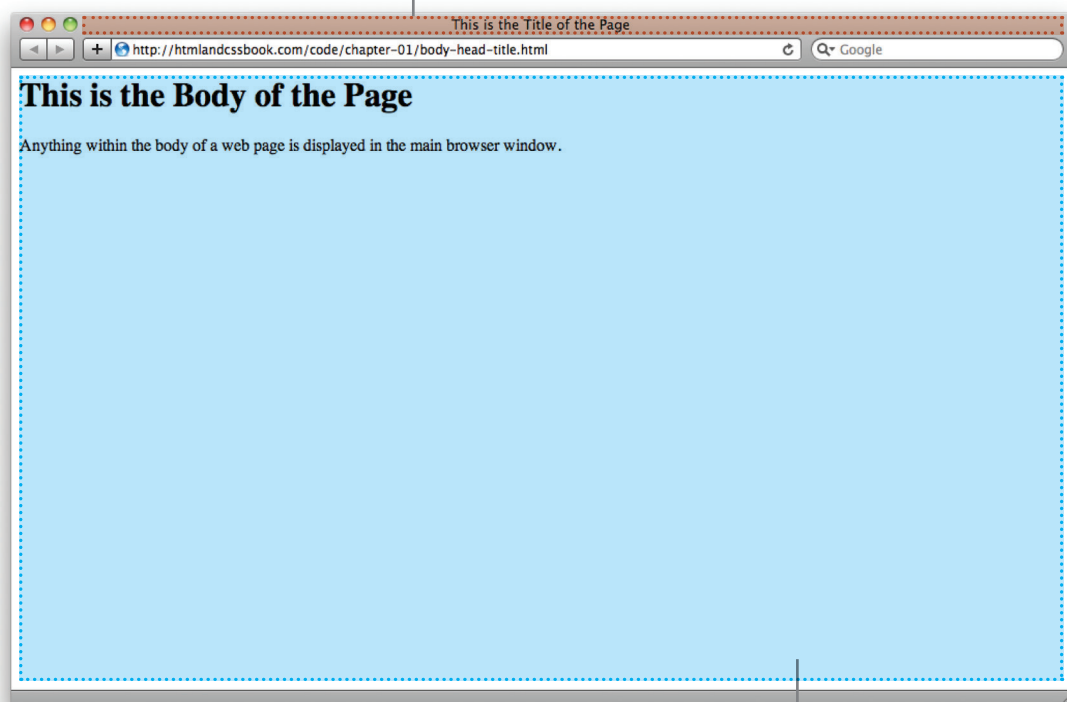 This is the Title of the Page
http://htmlandcssbook.com/code/chapter-01/body-head-title.html
Google
This is the Body of the Page
Anything within the body of a web page is displayed in the main browser window.